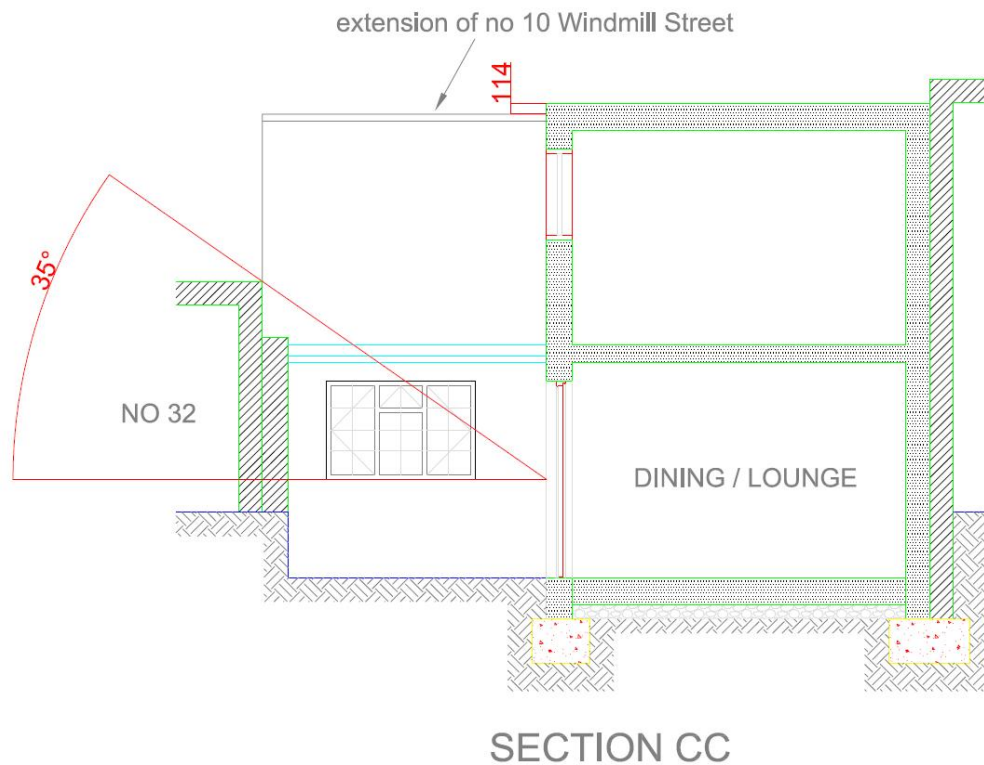 extension of no 10 Windmill Street
114
35°
NO 32
DINING / LOUNGE
SECTION CC